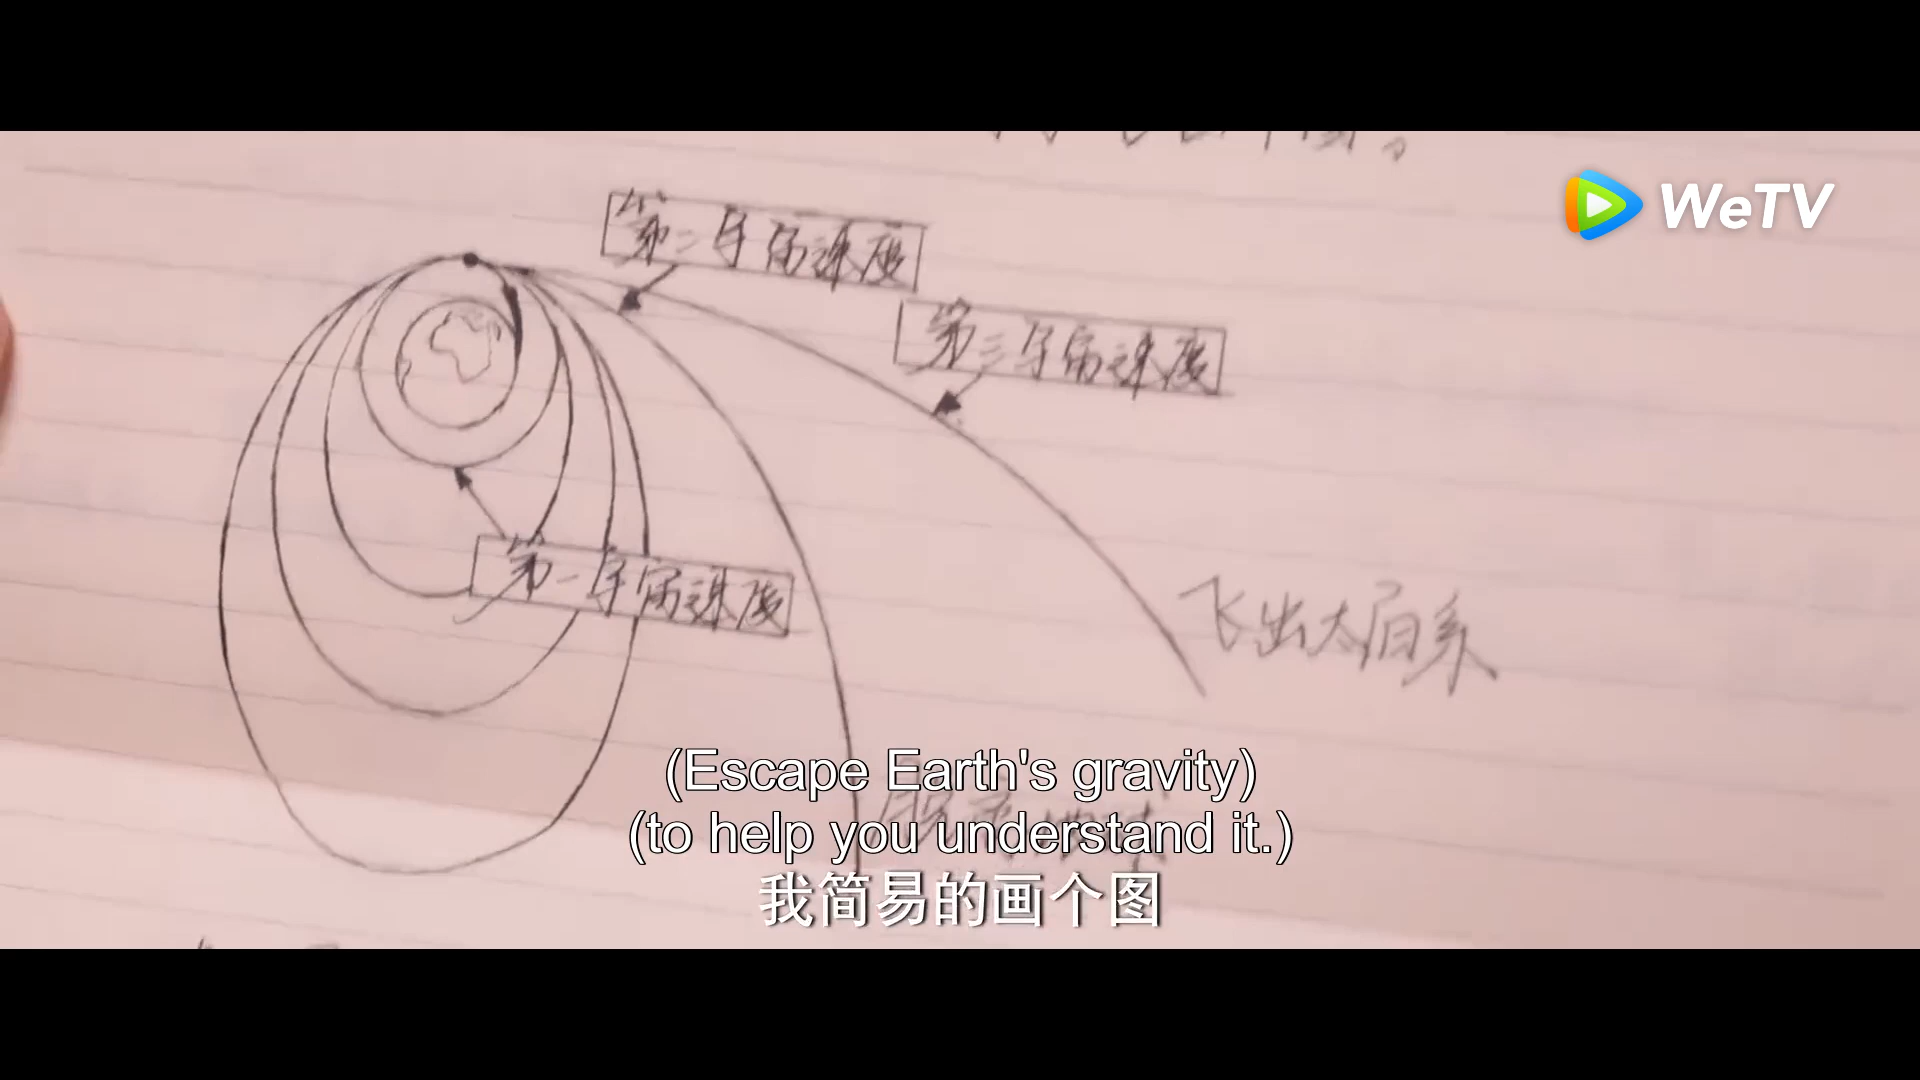 WeTV
第二宇宙速度
第三宇宙速度
第一宇宙速度
飞出太阳系
(Escape Earth's gravity)
(to help you understand it.)
我简易的画个图